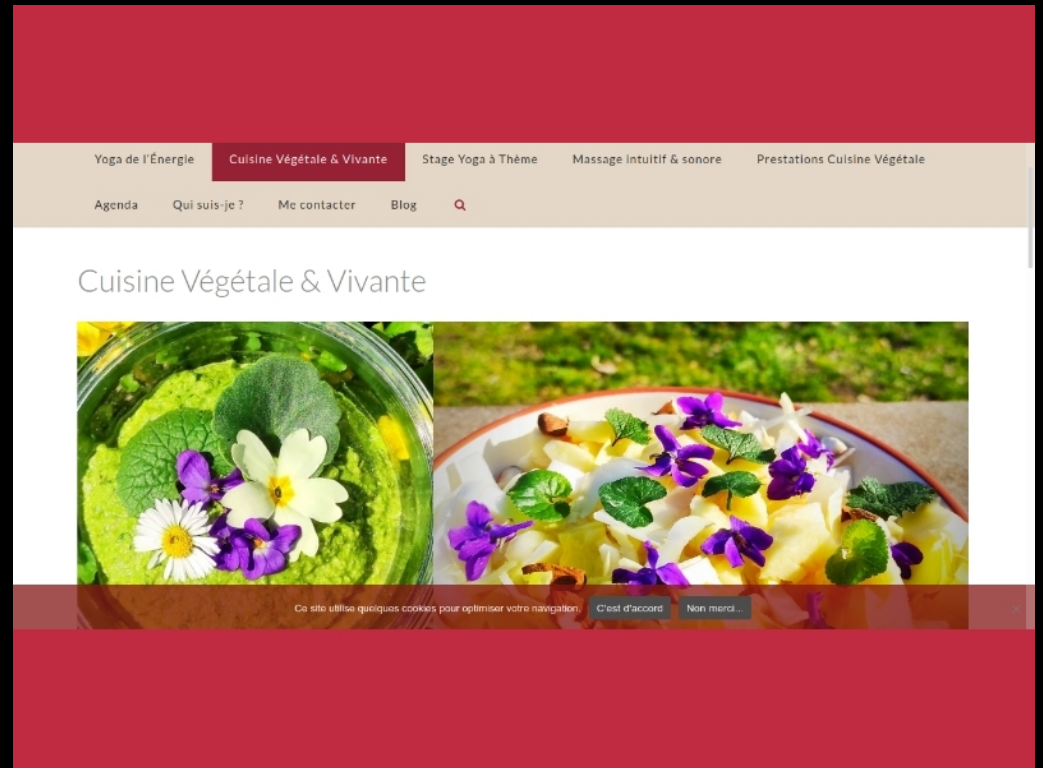 Yoga de l'Énergie Cuisine Végétale & Vivante Stage Yoga à Thème Massage intuitif & sonore Prestations Cuisine Végétale
Agenda Qui suis-je ? Me contacter Blog
Cuisine Végétale & Vivante
Ce site utilise quelques cookies pour optimiser votre navigation. C'est d'accord Non merci...